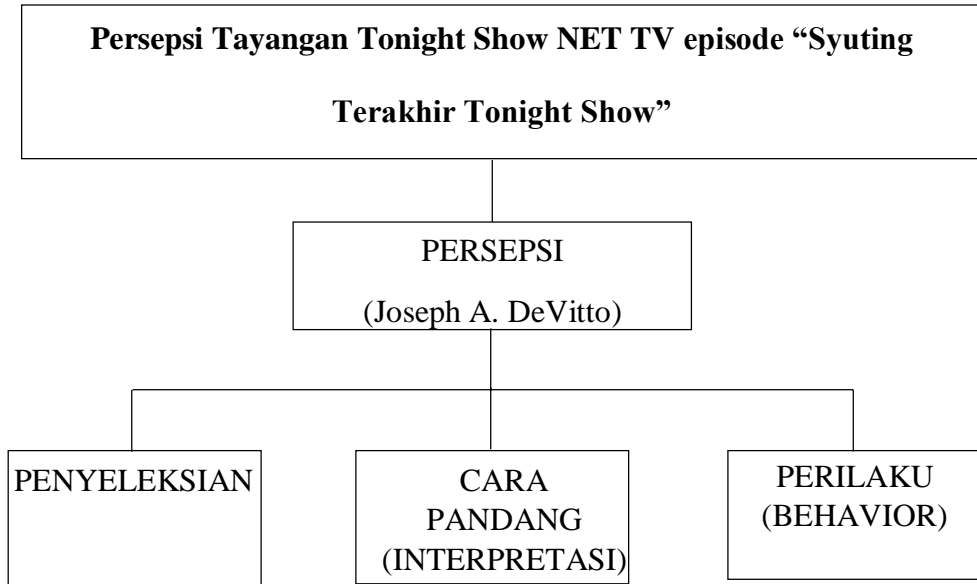 Persepsi Tayangan Tonight Show NET TV episode “Syuting
Terakhir Tonight Show”
PERSEPSI
(Joseph A. DeVitto)
PENYELEKSIAN
CARA
PANDANG
(INTERPRETASI)
PERILAKU
(BEHAVIOR)